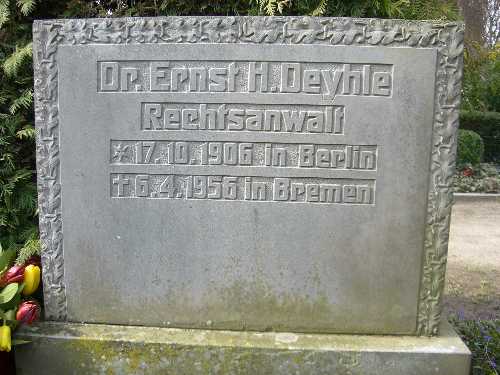 Dr. Ernst H. Deyhle
Rechtsanwalt
* 17.10.1906 in Berlin
† 6.4.1956 in Bremen